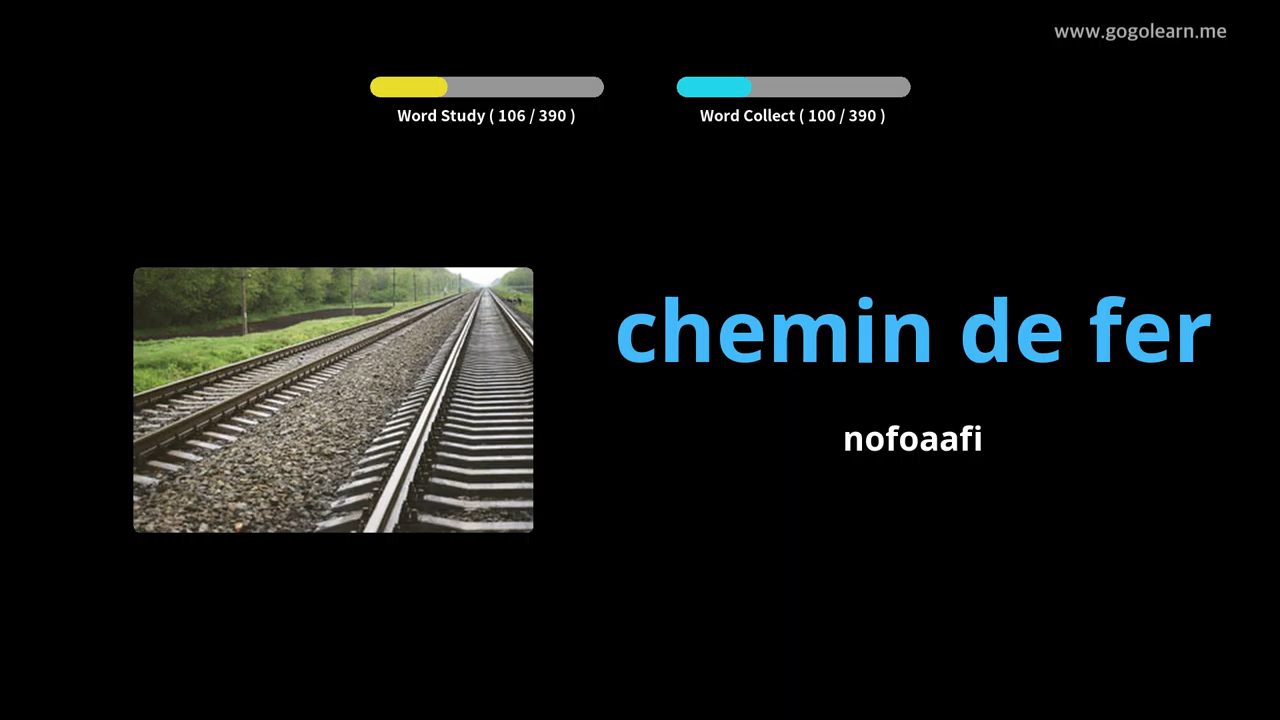 www.gogolearn.me
Word Study ( 106 / 390 )
Word Collect ( 100 / 390 )
chemin de fer
nofoaafi